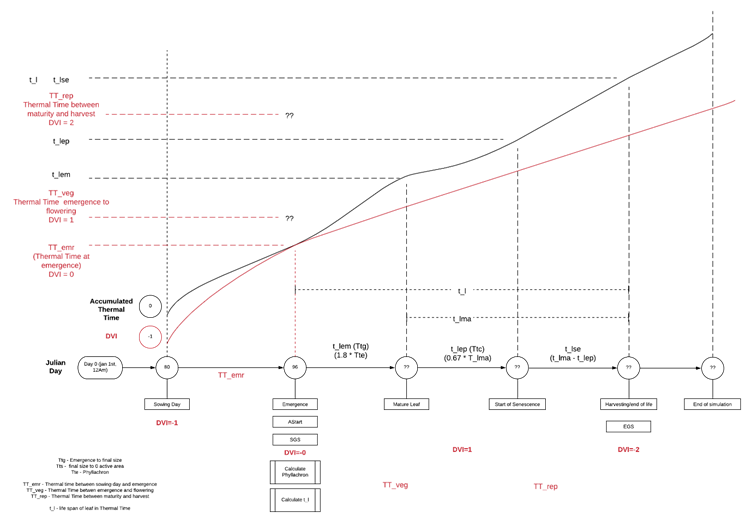 t_l t_lse
TT_rep
Thermal Time between
maturity and harvest
DVI = 2
??
t_lep
t_lem
TT_veg
Thermal Time emergence to
flowering
DVI = 1
??
TT_emr
(Thermal Time at
emergence)
DVI = 0
t_l
Accumulated
Thermal
Time
0
t_lma
DVI
-1
t_lem (Ttg)
(1.8 * Tte)
t_lep (Ttc)
(0.67 * T_lma)
t_lse
(t_lma - t_lep)
Julian
Day
Day 0 (jan 1st,
12Am)
80
TT_emr
96
??
??
??
??
Sowing Day
Emergence
Mature Leaf
Start of Senescence
Harvesting/end of life
End of simulation
DVI=-1
AStart
SGS
EGS
DVI=-0
DVI=1
DVI=-2
Ttg - Emergence to final size
Tts - final size to 0 active area
Tte - Phyllachron
Calculate
Phyllachron
TT_emr - Thermal time between sowing-day and emergence
TT_veg - Thermal Time between emergence and flowering
TT_rep - Thermal Time between maturity and harvest
TT_veg
TT_rep
Calculate t_l
t_l - life span of leaf in Thermal Time